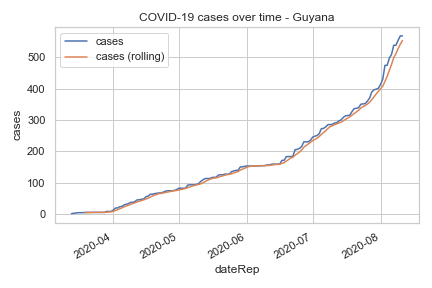 COVID-19 cases over time - Guyana
cases
cases (rolling)
500
400
300
200
100
0
cases
2020-04
2020-05
2020-06
2020-07
2020-08
dateRep